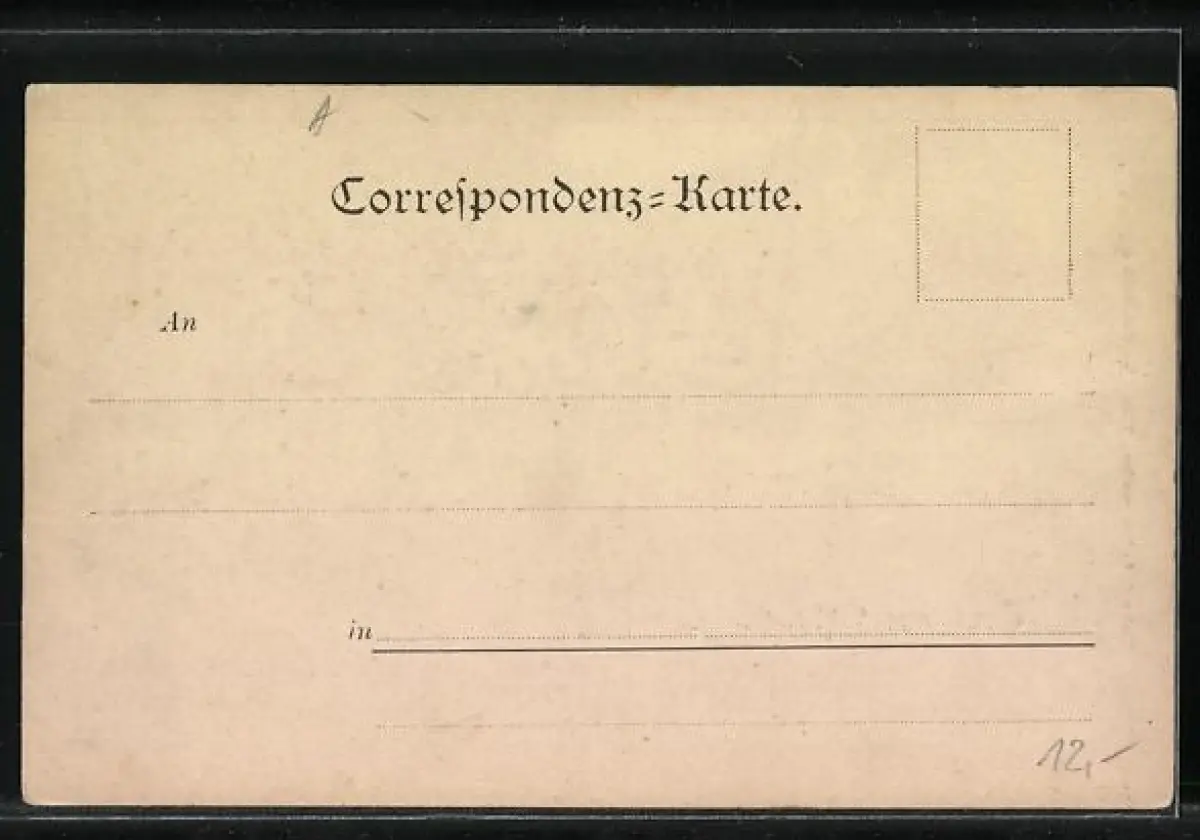 A
Correſpondenz=Karte.
An
in
12,-